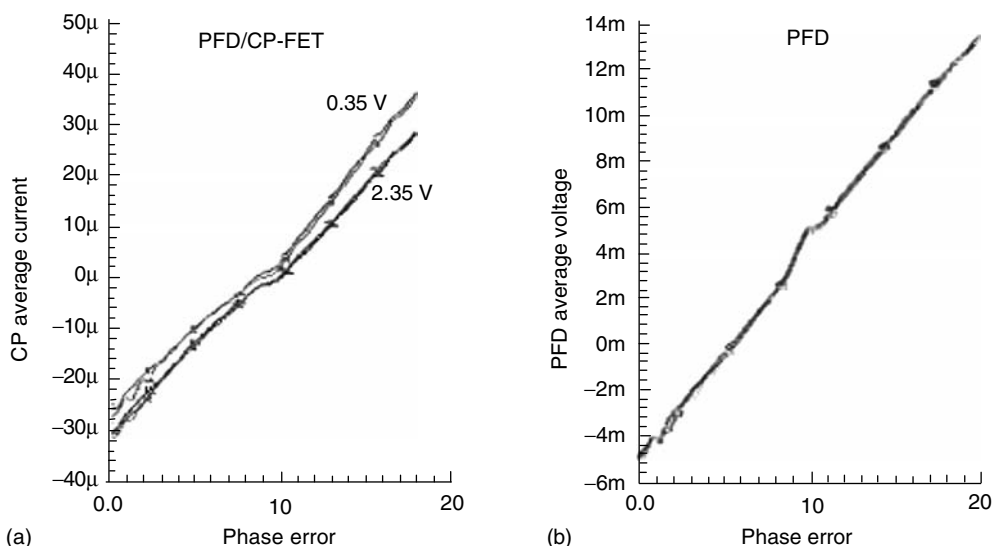 50μ
40μ
30μ
20μ
10μ
0μ
–10μ
–20μ
–30μ
–40μ
CP average current
PFD/CP-FET
0.35 V
2.35 V
0.0
10
20
(a)
Phase error
14m
12m
10m
8m
6m
4m
2m
0m
–2m
–4m
–6m
PFD average voltage
PFD
0.0
10
20
(b)
Phase error